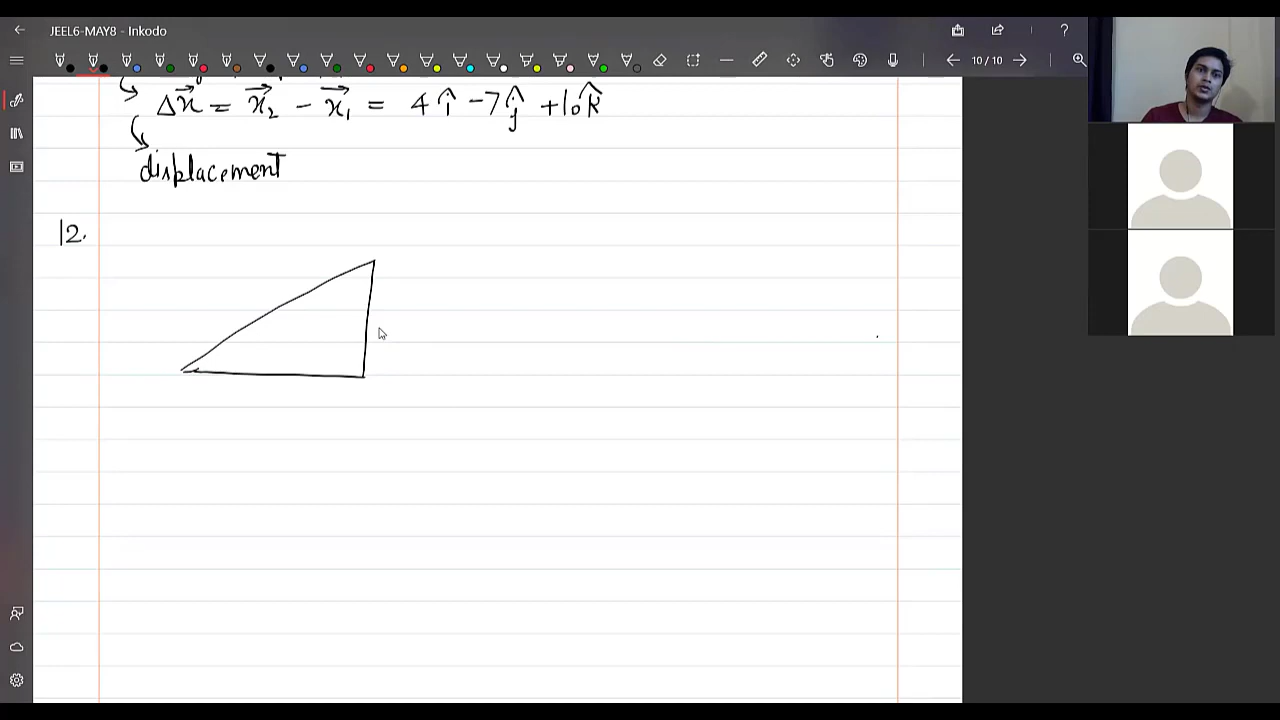 JEEL6-MAY8 - Inkodo
10/10
Δx⃗ = x⃗₂ - x⃗₁ = 4î - 7ĵ + 10k̂
displacement
12.